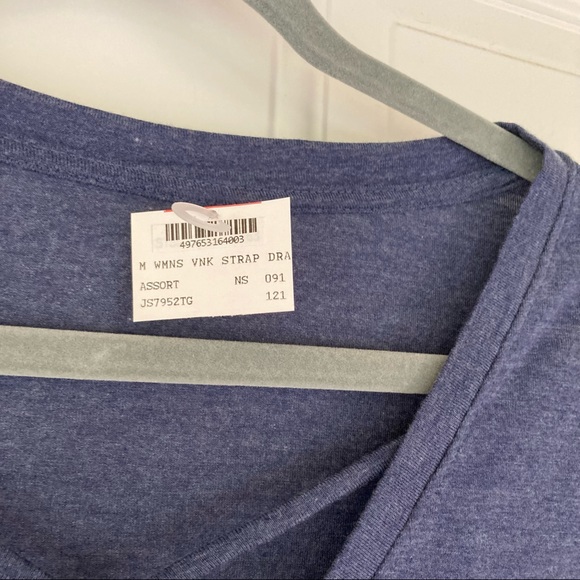 497653164003
M WMNS VNK STRAP DRA
ASSORT NS 091
JS7952TG 121